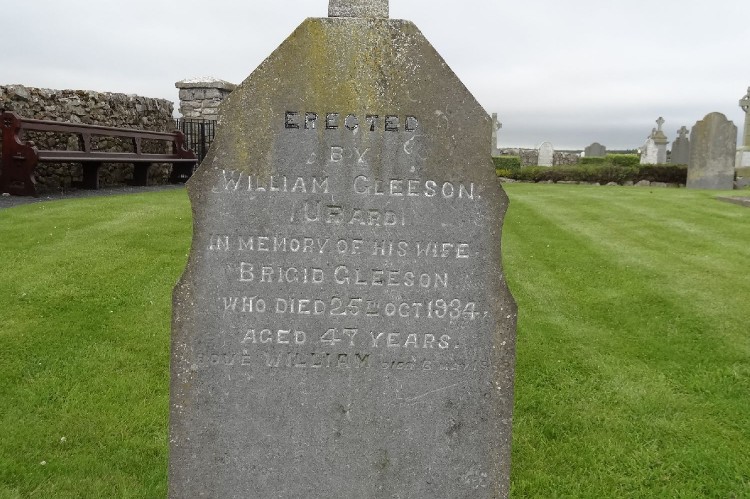 ERECTED
BY
WILLIAM GLEESON.
(URARD)
IN MEMORY OF HIS WIFE
BRIGID GLEESON
WHO DIED 25TH OCT 1934,
AGED 47 YEARS.
WILLIAM DIED